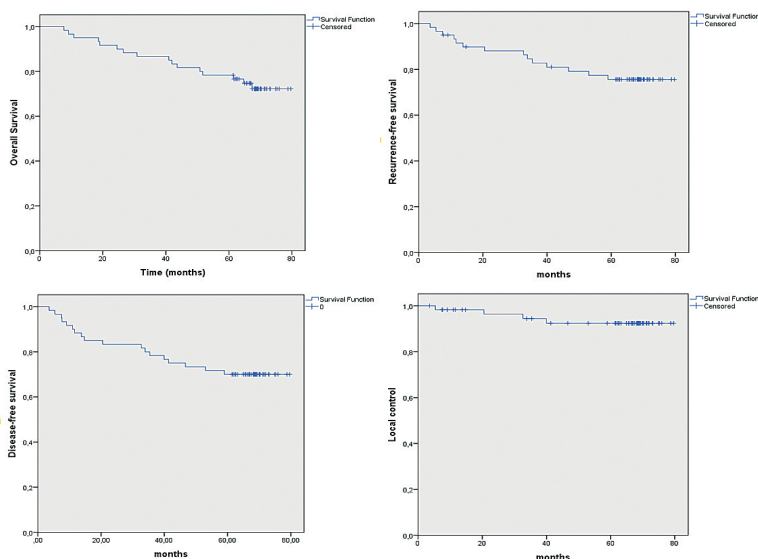 Overall Survival
1,0
0,8
0,6
0,4
0,2
0,0
0 20 40 60 80
Time (months)
Survival Function
Censored
Recurrence-free survival
1,0
0,8
0,6
0,4
0,2
0,0
0 20 40 60 80
months
Survival Function
Censored
Disease-free survival
1,0
0,8
0,6
0,4
0,2
0,0
,00 20,00 40,00 60,00 80,00
months
Survival Function
0
Local control
1,0
0,8
0,6
0,4
0,2
0,0
0 20 40 60 80
months
Survival Function
Censored